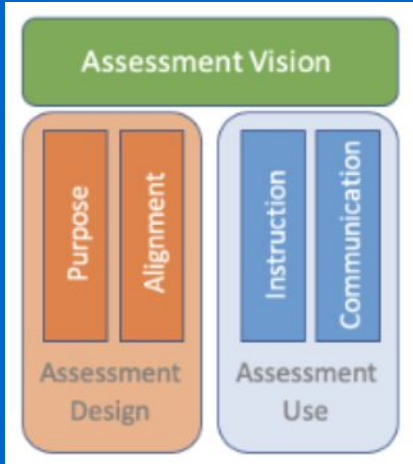 Assessment Vision
Purpose
Alignment
Assessment
Design
Instruction
Communication
Assessment
Use